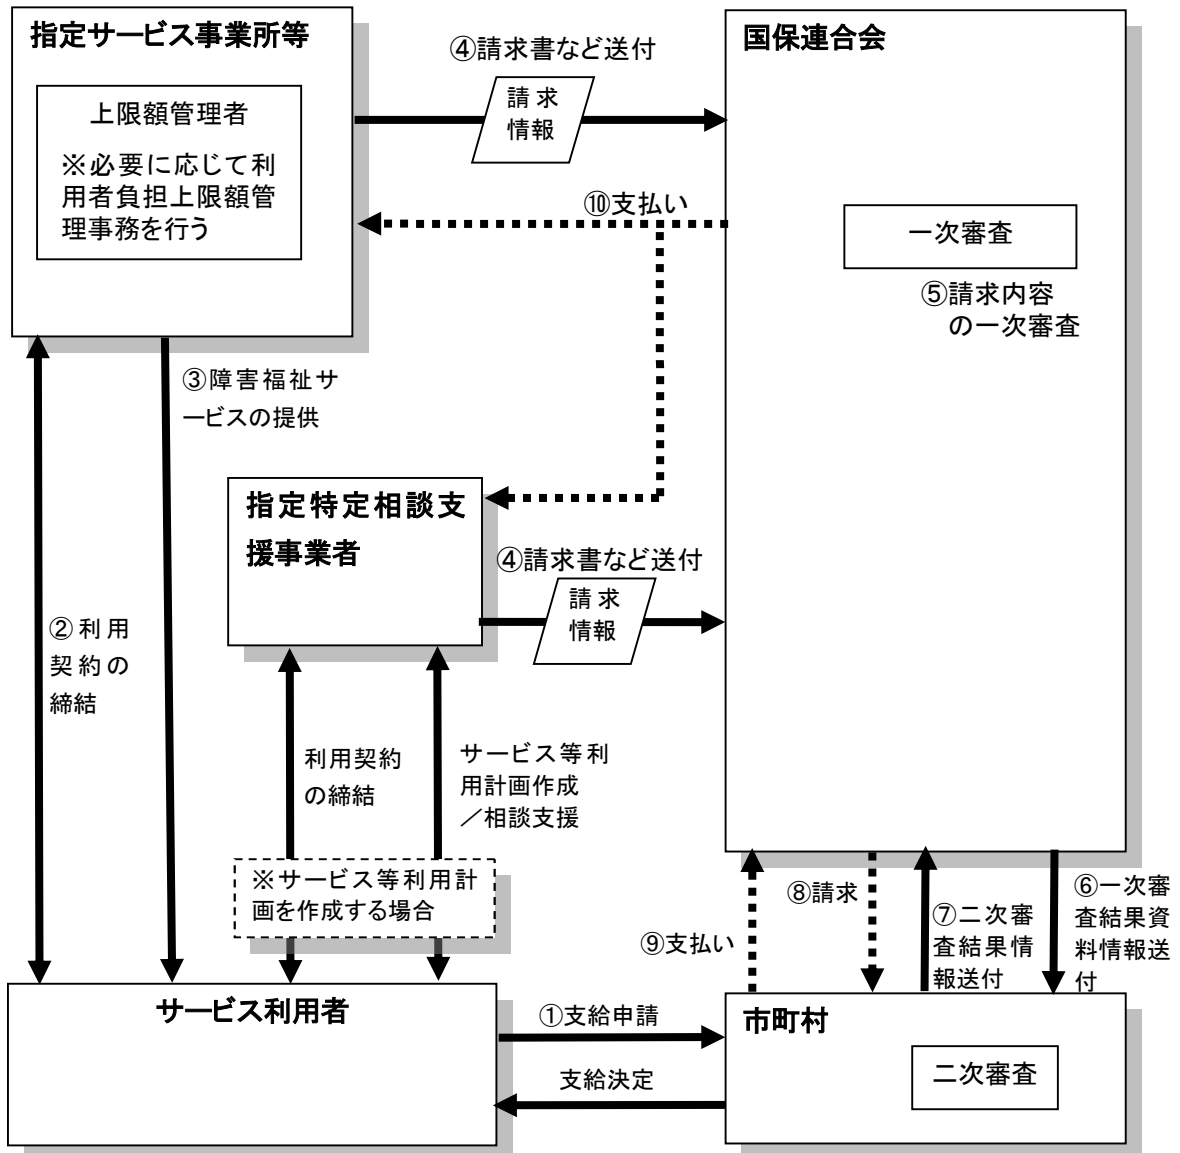 指定サービス事業所等
上限額管理者
※必要に応じて利
用者負担上限額管
理事務を行う
④請求書など送付
請求
情報
国保連合会
⑩支払い
一次審査
⑤請求内容
の一次審査
③障害福祉サ
ービスの提供
指定特定相談支
援事業者
④請求書など送付
請求
情報
②利用
契約の
締結
利用契約
の締結
サービス等利
用計画作成
／相談支援
※サービス等利用計
画を作成する場合
⑨支払い
⑧請求
⑦二次審
査結果情
報送付
⑥一次審
査結果資
料情報送
付
サービス利用者
①支給申請
支給決定
市町村
二次審査